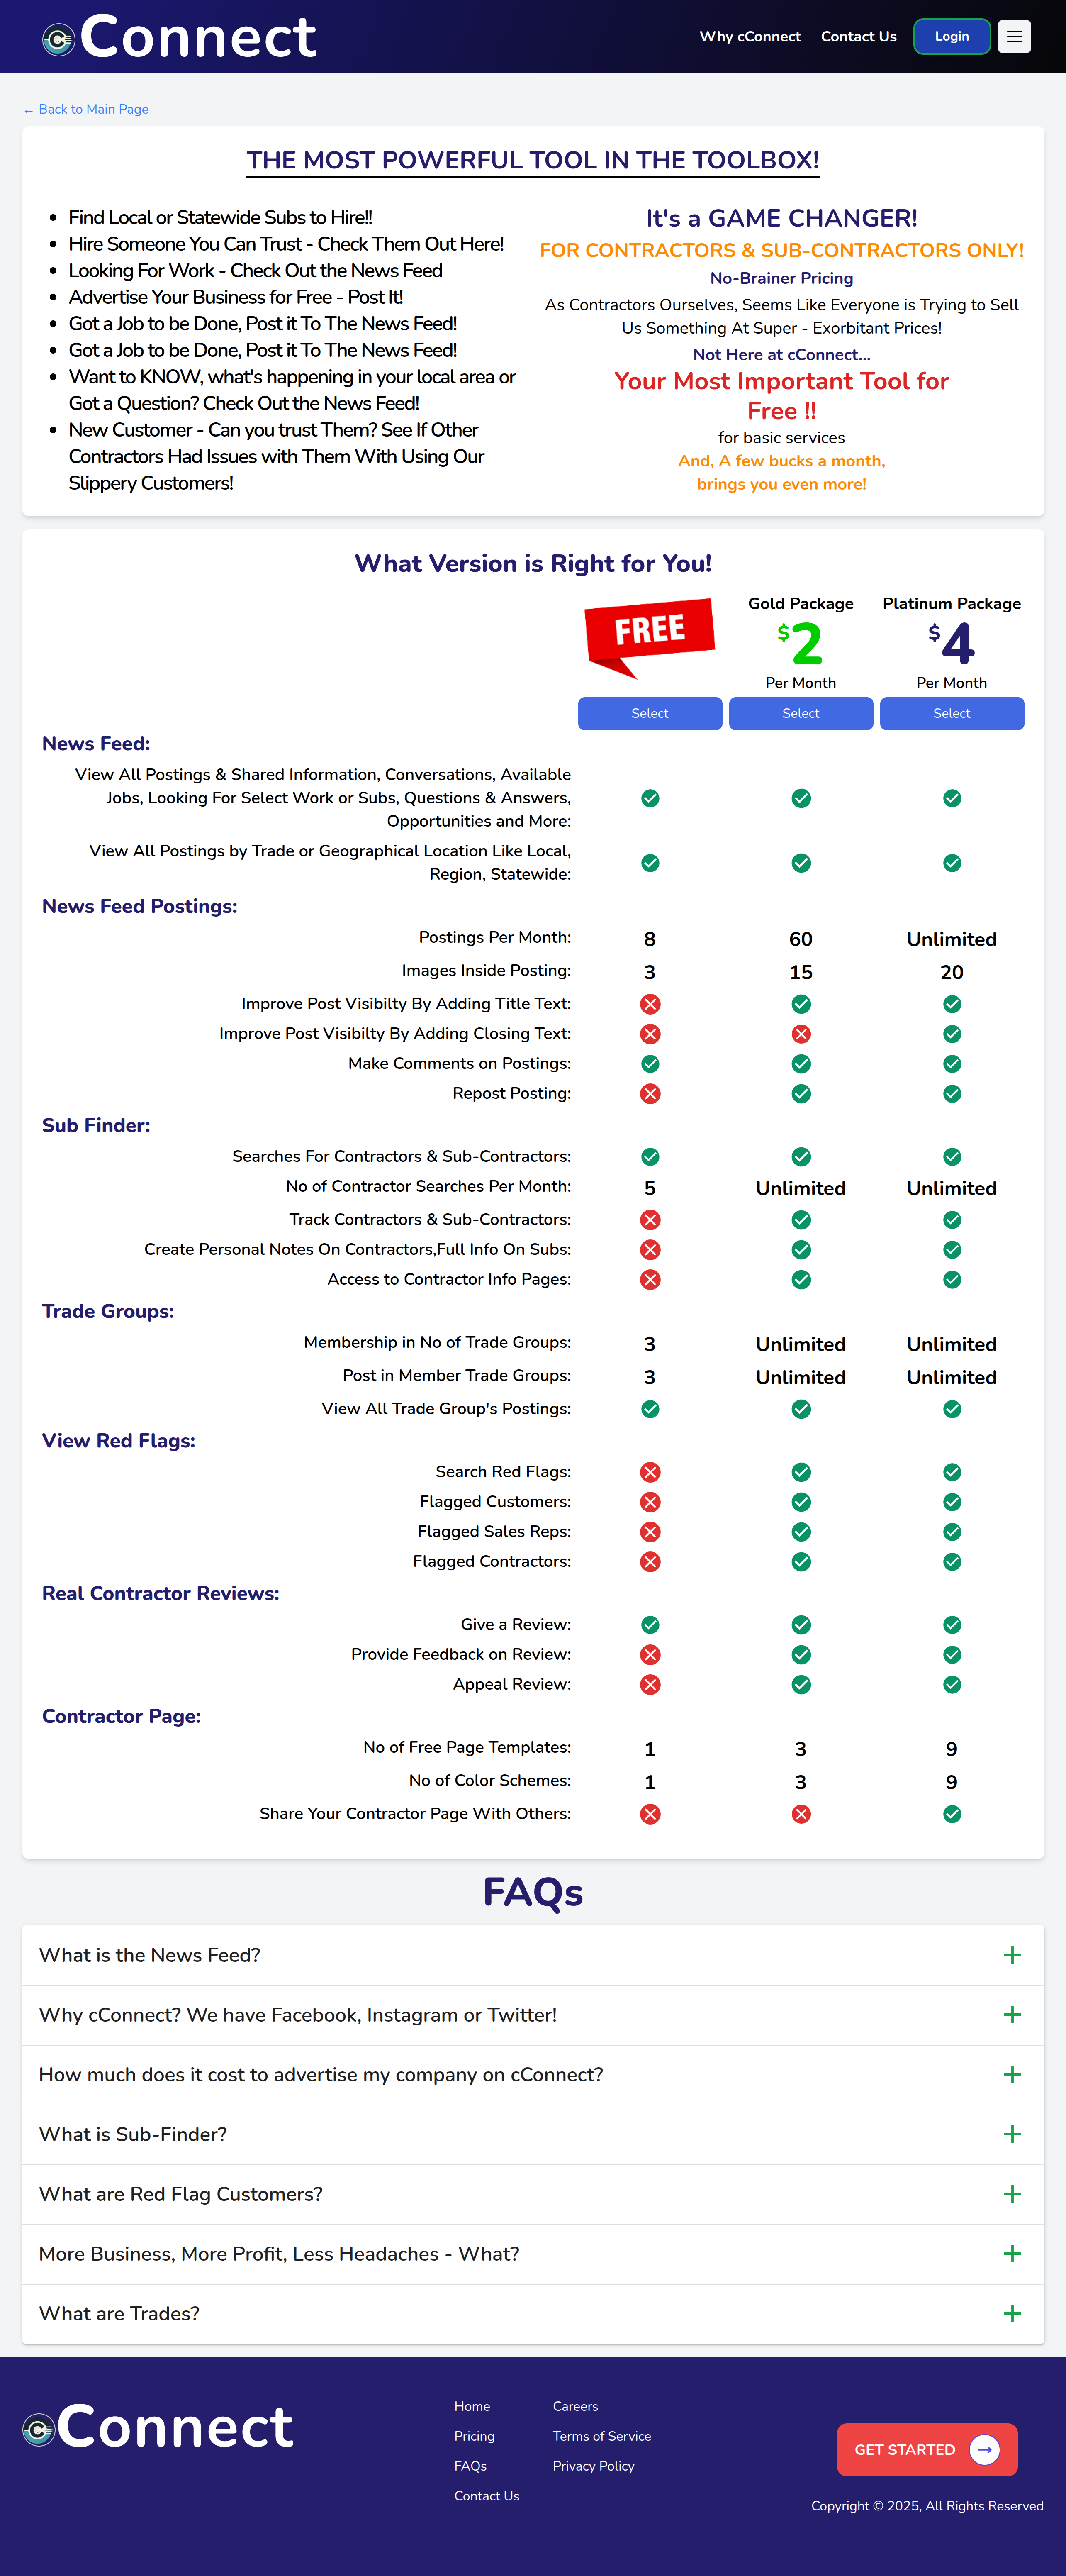 Connect
Why cConnect
Contact Us
Login
← Back to Main Page
THE MOST POWERFUL TOOL IN THE TOOLBOX!
• Find Local or Statewide Subs to Hire!!
• Hire Someone You Can Trust - Check Them Out Here!
• Looking For Work - Check Out the News Feed
• Advertise Your Business for Free - Post It!
• Got a Job to be Done, Post it To The News Feed!
• Got a Job to be Done, Post it To The News Feed!
• Want to KNOW, what's happening in your local area or
Got a Question? Check Out the News Feed!
• New Customer - Can you trust Them? See If Other
Contractors Had Issues with Them With Using Our
Slippery Customers!
It's a GAME CHANGER!
FOR CONTRACTORS & SUB-CONTRACTORS ONLY!
No-Brainer Pricing
As Contractors Ourselves, Seems Like Everyone is Trying to Sell
Us Something At Super - Exorbitant Prices!
Not Here at cConnect...
Your Most Important Tool for
Free !!
for basic services
And, A few bucks a month,
brings you even more!
What Version is Right for You!
FREE
Gold Package
$2
Per Month
Platinum Package
$4
Per Month
Select Select Select
News Feed:
View All Postings & Shared Information, Conversations, Available
Jobs, Looking For Select Work or Subs, Questions & Answers,
Opportunities and More:
View All Postings by Trade or Geographical Location Like Local,
Region, Statewide:
News Feed Postings:
Postings Per Month: 8 60 Unlimited
Images Inside Posting: 3 15 20
Improve Post Visibilty By Adding Title Text:
Improve Post Visibilty By Adding Closing Text:
Make Comments on Postings:
Repost Posting:
Sub Finder:
Searches For Contractors & Sub-Contractors:
No of Contractor Searches Per Month: 5 Unlimited Unlimited
Track Contractors & Sub-Contractors:
Create Personal Notes On Contractors,Full Info On Subs:
Access to Contractor Info Pages:
Trade Groups:
Membership in No of Trade Groups: 3 Unlimited Unlimited
Post in Member Trade Groups: 3 Unlimited Unlimited
View All Trade Group's Postings:
View Red Flags:
Search Red Flags:
Flagged Customers:
Flagged Sales Reps:
Flagged Contractors:
Real Contractor Reviews:
Give a Review:
Provide Feedback on Review:
Appeal Review:
Contractor Page:
No of Free Page Templates: 1 3 9
No of Color Schemes: 1 3 9
Share Your Contractor Page With Others:
FAQs
What is the News Feed?
Why cConnect? We have Facebook, Instagram or Twitter!
How much does it cost to advertise my company on cConnect?
What is Sub-Finder?
What are Red Flag Customers?
More Business, More Profit, Less Headaches - What?
What are Trades?
Connect
Home
Pricing
FAQs
Contact Us
Careers
Terms of Service
Privacy Policy
GET STARTED →
Copyright © 2025, All Rights Reserved